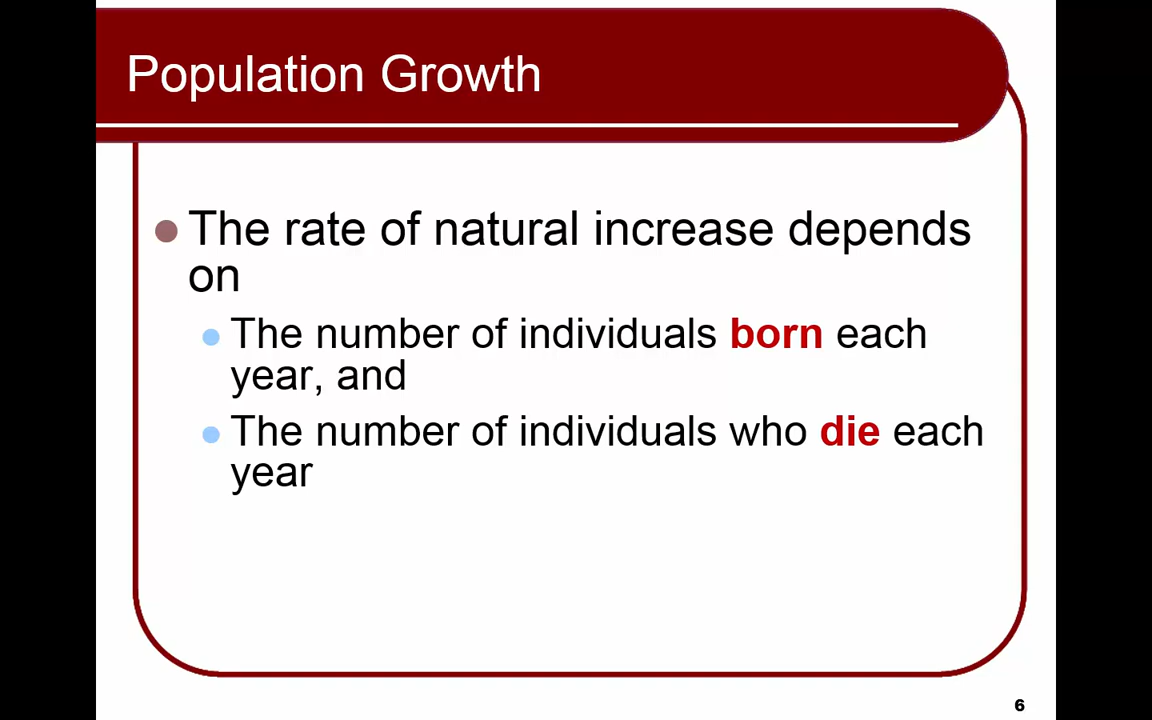 Population Growth
The rate of natural increase depends
on
The number of individuals born each
year, and
The number of individuals who die each
year
6